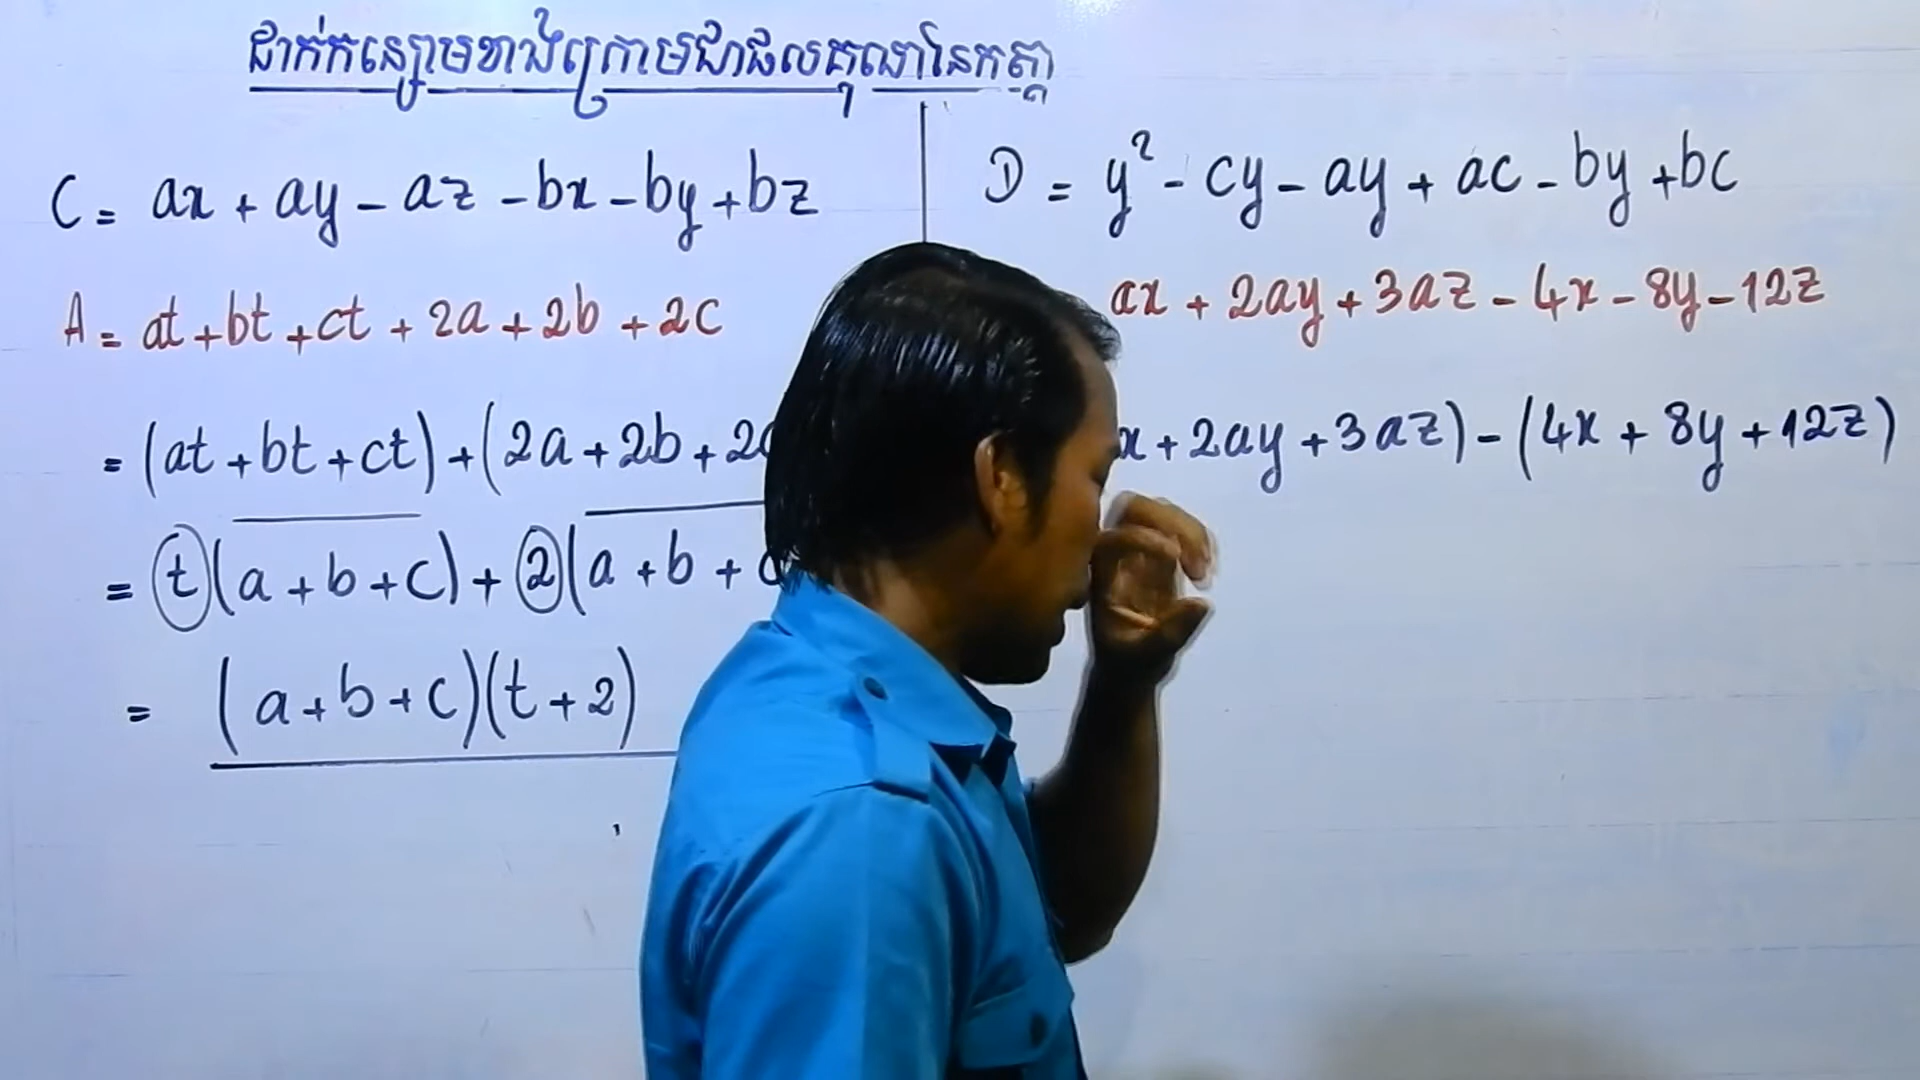 ដាក់កន្សោមខាងក្រោមជាផលគុណនៃកត្តា
C = ax + ay - az - bx - by + bz
D = y² - cy - ay + ac - by + bc
A = at + bt + ct + 2a + 2b + 2c
= (at + bt + ct) + (2a + 2b + 2c
= t(a + b + c) + 2(a + b + c
= (a + b + c)(t + 2)
ax + 2ay + 3az - 4x - 8y - 12z
x + 2ay + 3az) - (4x + 8y + 12z)